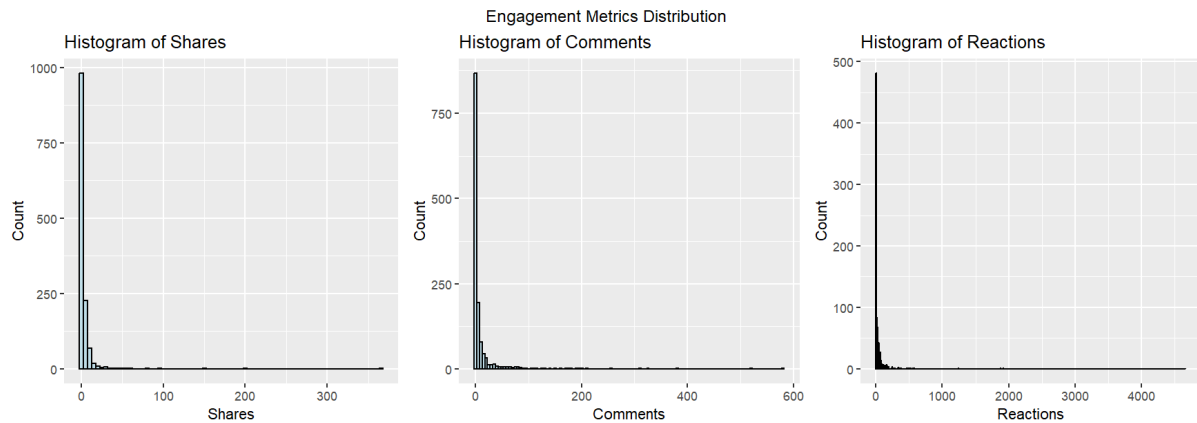 Engagement Metrics Distribution
Histogram of Shares
1000
750
500
250
0
Count
0 100 200 300
Shares
Histogram of Comments
750
500
250
0
Count
0 200 400 600
Comments
Histogram of Reactions
500
400
300
200
100
0
Count
0 1000 2000 3000 4000
Reactions